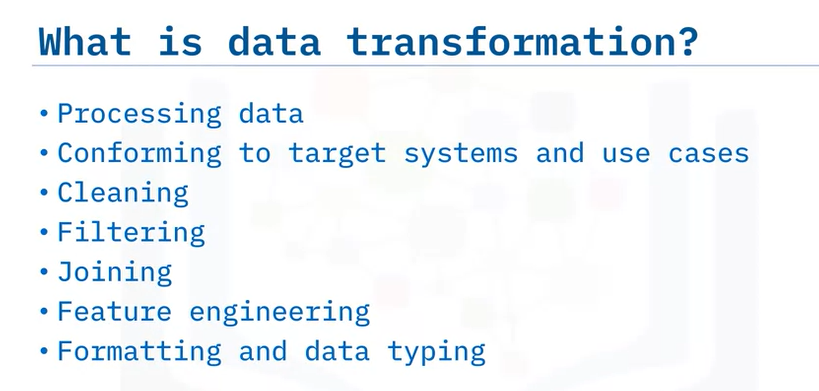 What is data transformation?
• Processing data
• Conforming to target systems and use cases
• Cleaning
• Filtering
• Joining
• Feature engineering
• Formatting and data typing